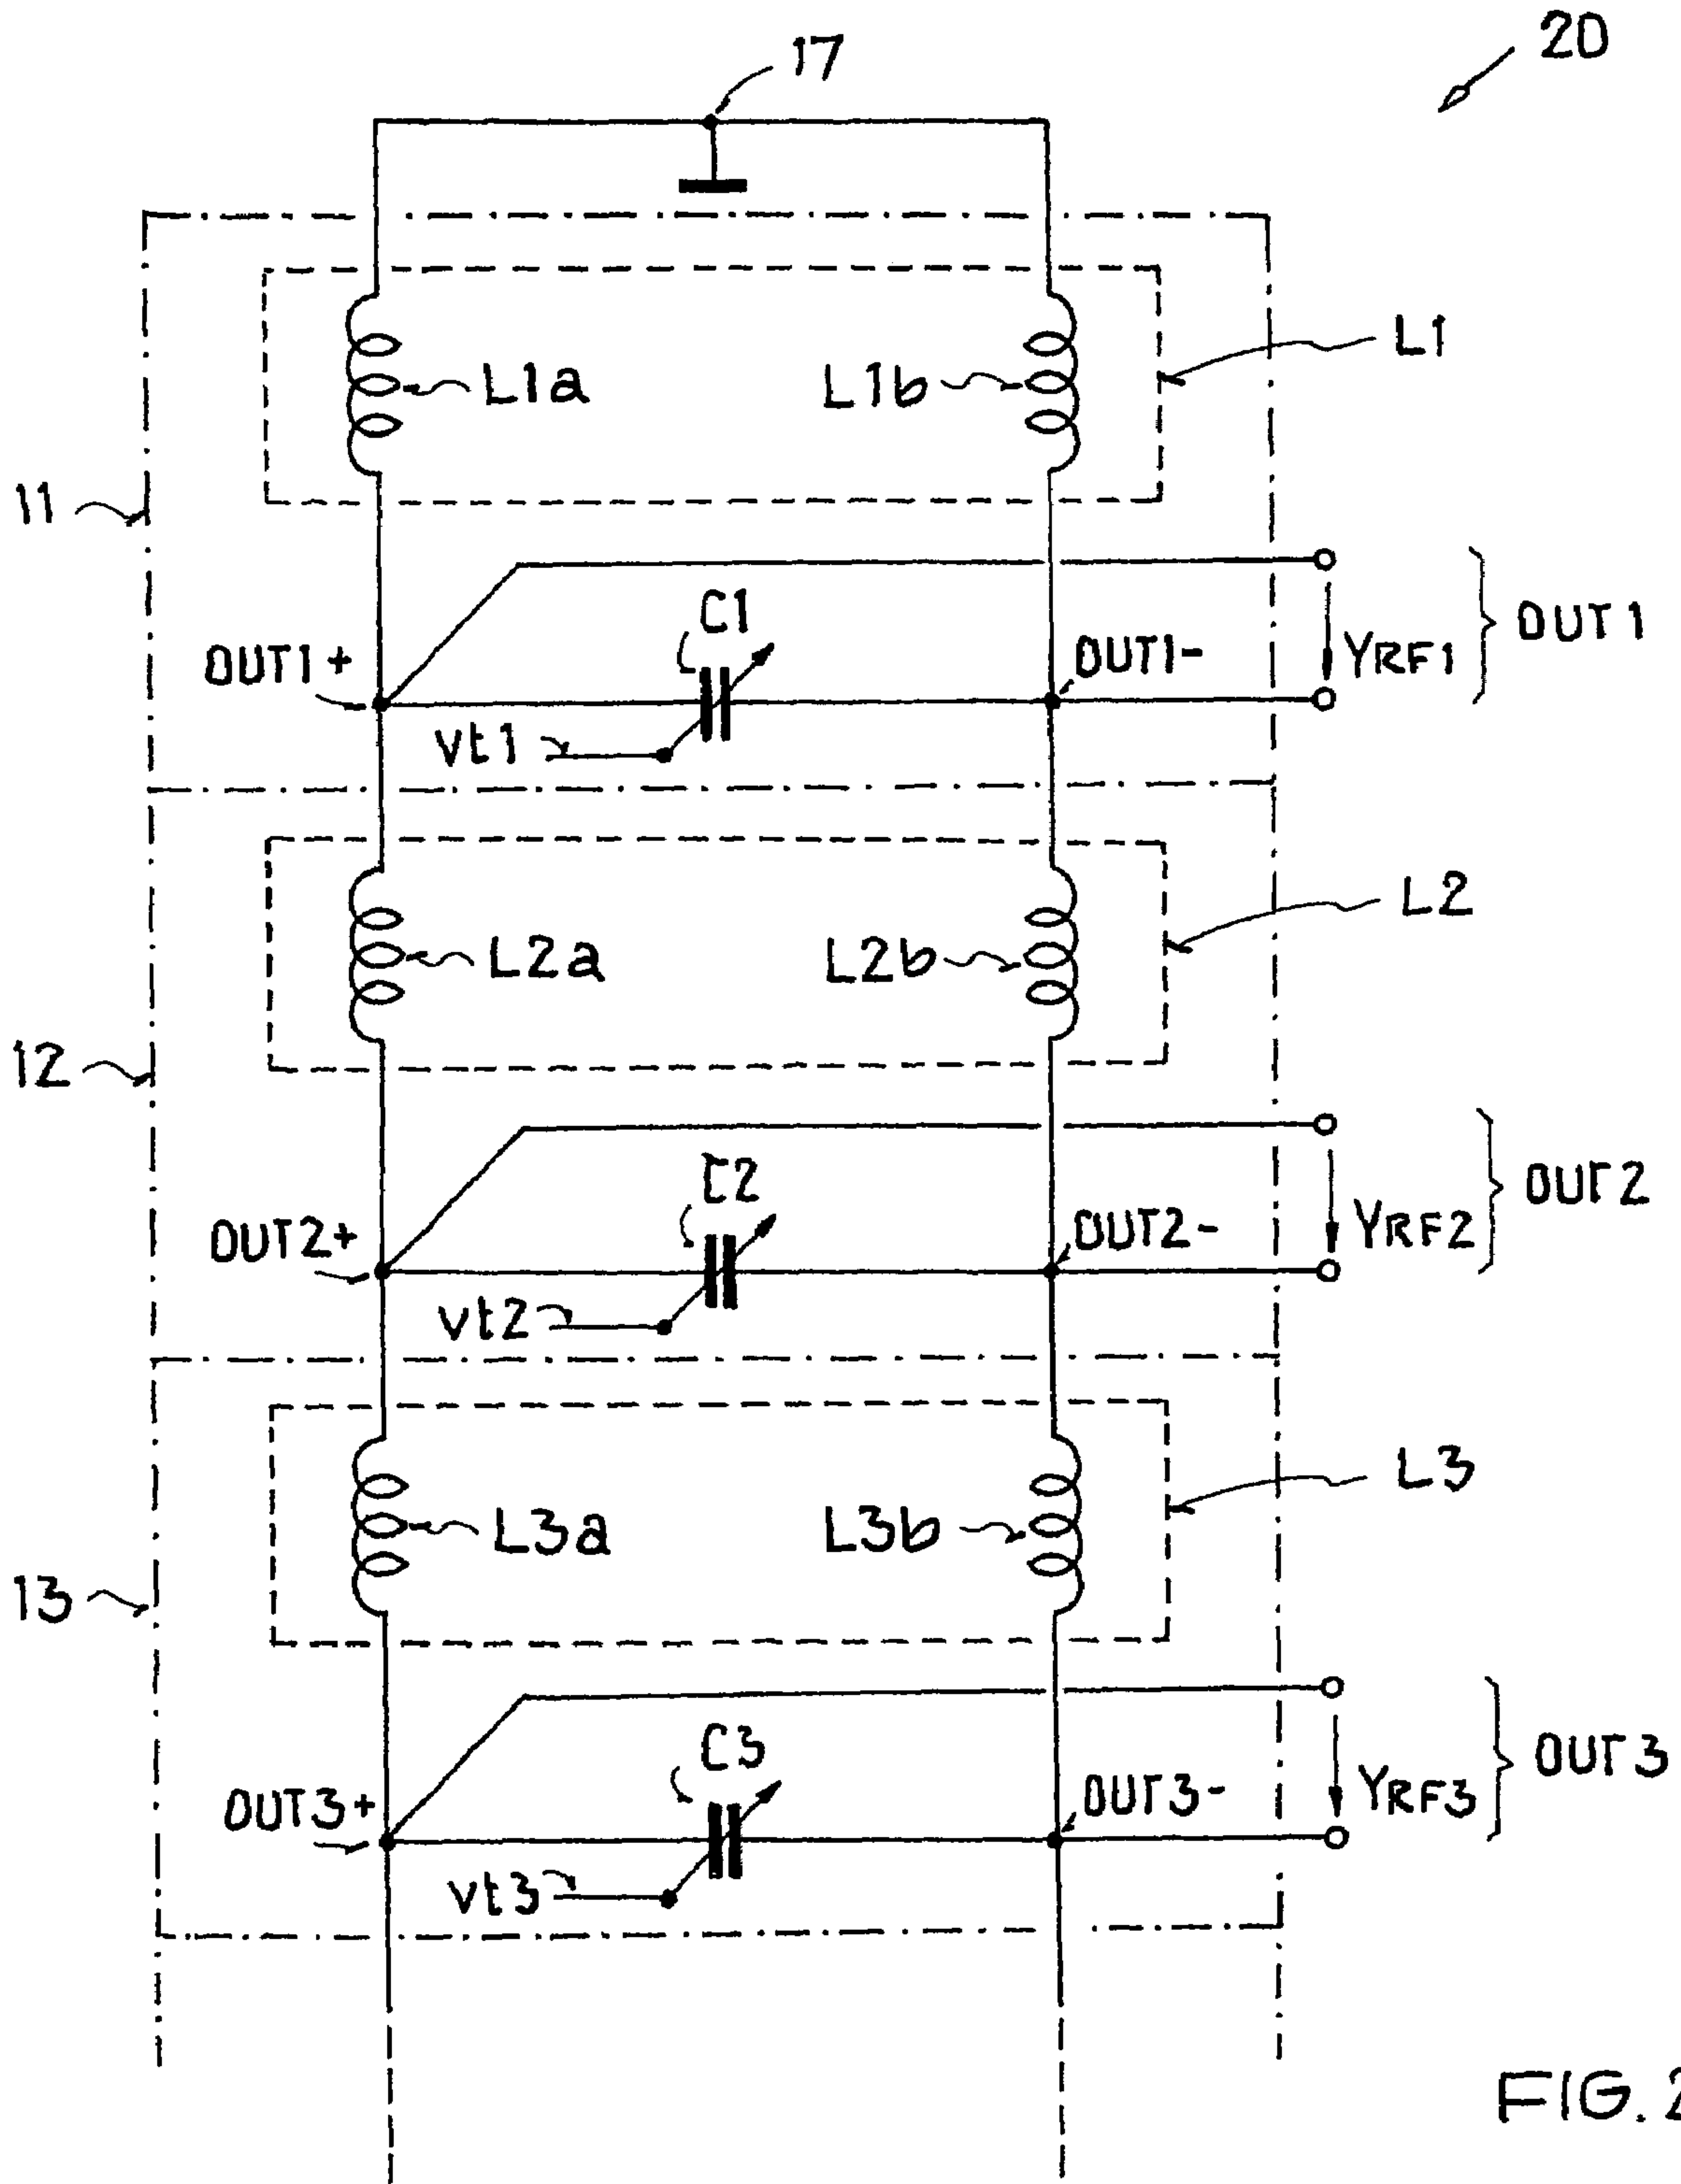 20
17
L1
L1a
L1b
11
C1
OUT1+
OUT1-
YRF1
OUT1
vt1
L2
L2a
L2b
12
C2
OUT2+
OUT2-
YRF2
OUT2
vt2
L3
L3a
L3b
13
C3
OUT3+
OUT3-
YRF3
OUT3
vt3
FIG. 2